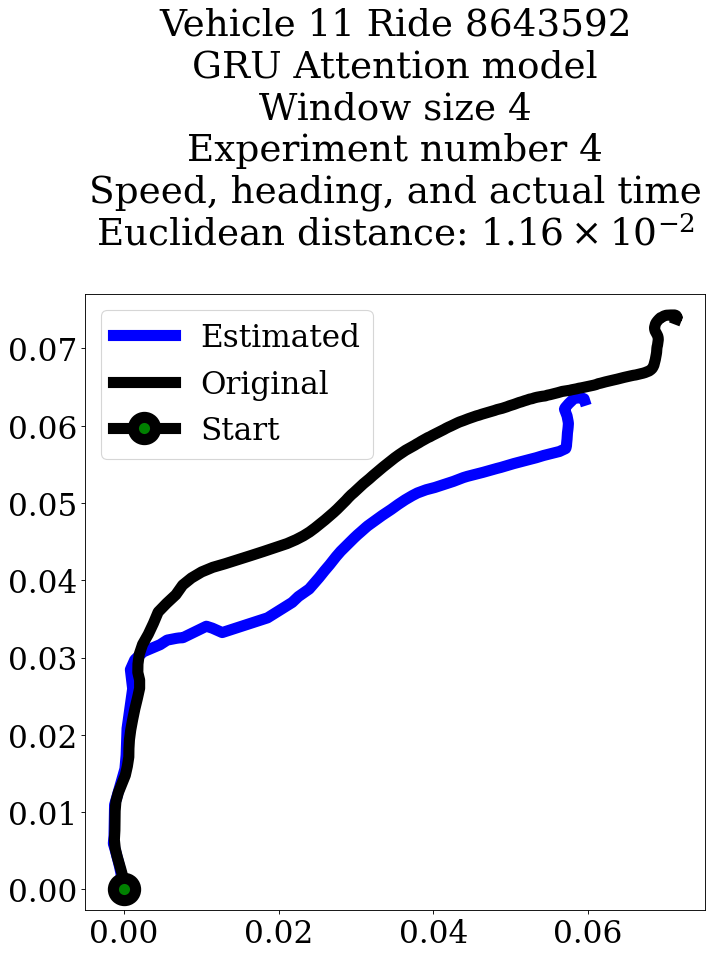 Vehicle 11 Ride 8643592
GRU Attention model
Window size 4
Experiment number 4
Speed, heading, and actual time
Euclidean distance: 1.16 × 10⁻²
Estimated
Original
Start
0.07
0.06
0.05
0.04
0.03
0.02
0.01
0.00
0.00 0.02 0.04 0.06